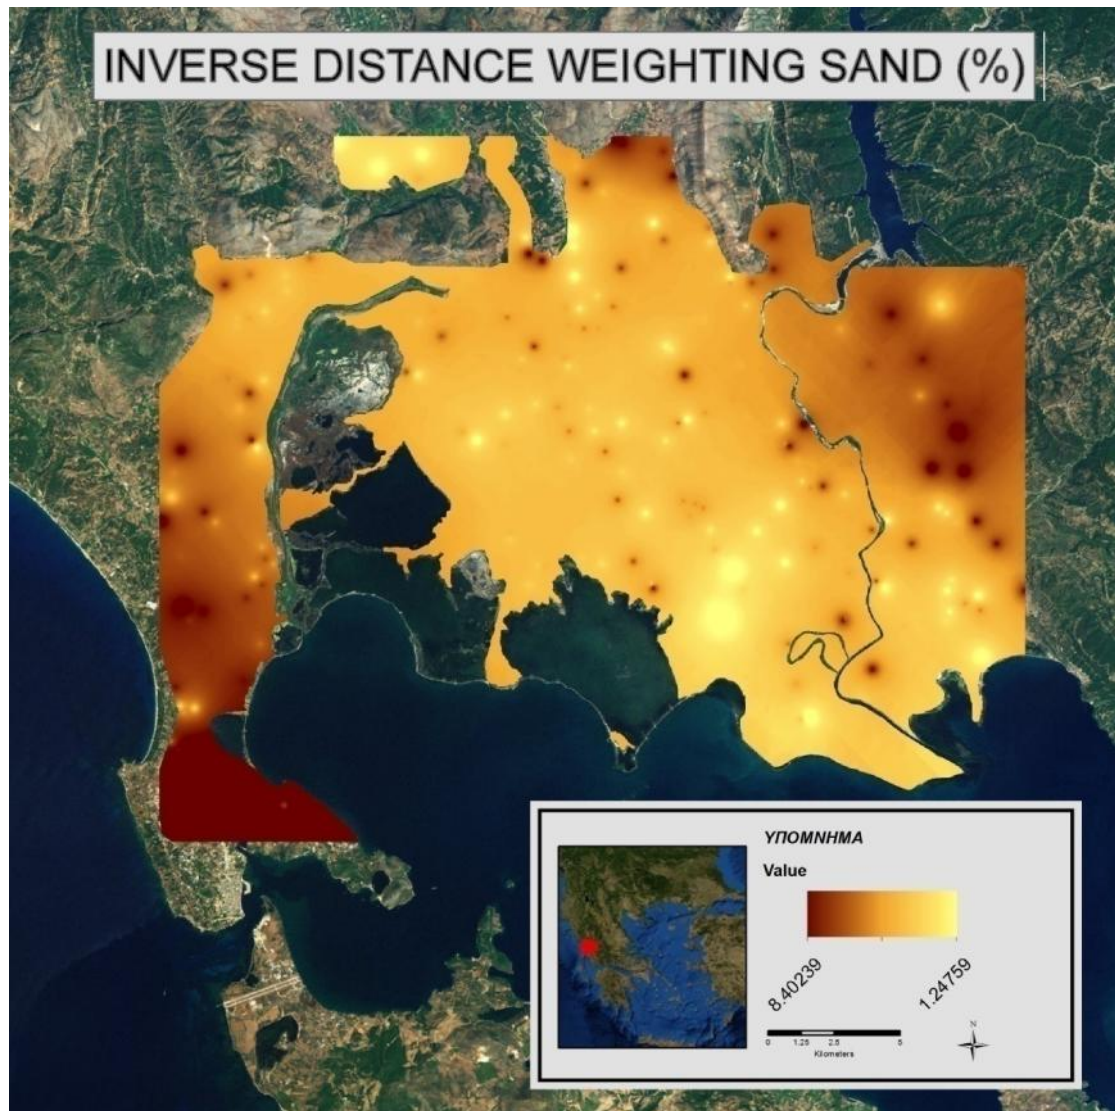 INVERSE DISTANCE WEIGHTING SAND (%)
ΥΠΟΜΝΗΜΑ
Value
8.40239
1.24759
N
0 1.25 2.5 5
Kilometers